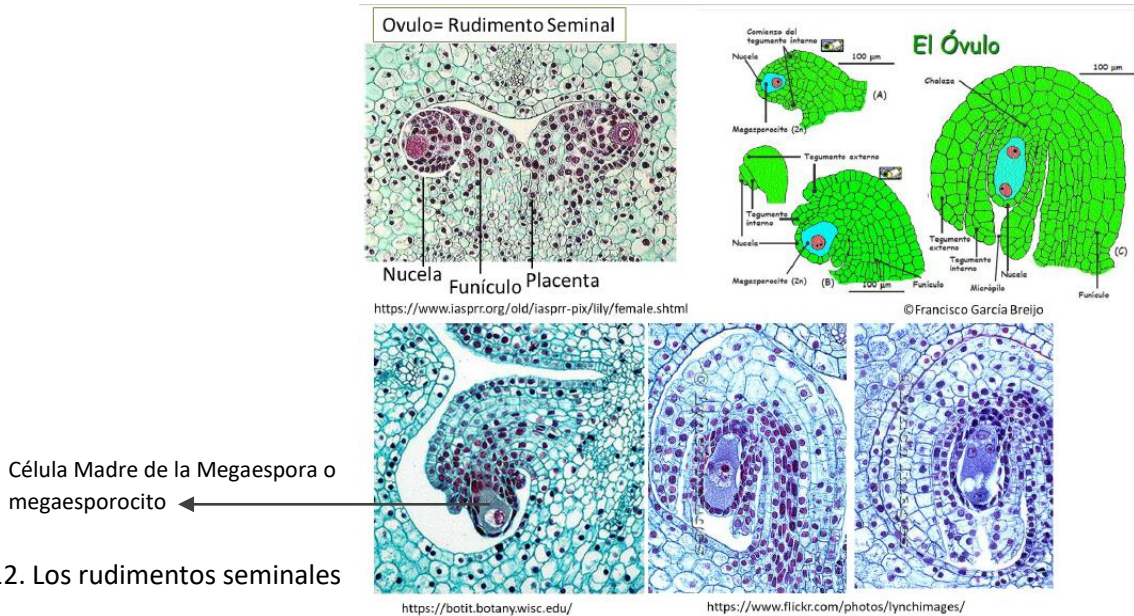 Ovulo= Rudimento Seminal
Nucela
Funículo
Placenta
https://www.iasprr.org/old/iasprr-pix/lily/female.shtml
El Óvulo
Comienzo del
tegumento interno
Nucela
100 µm
(A)
Megasporocito (2n)
Tegumento externo
Tegumento
interno
Nucela
Megasporocito (2n)
(B)
100 µm
Funículo
100 µm
Chalaza
Tegumento
externo
Tegumento
interno
Micrópilo
Nucela
(C)
Funículo
©Francisco García Breijo
Célula Madre de la Megaespora o
megaesporocito
2. Los rudimentos seminales
https://botit.botany.wisc.edu/
https://www.flickr.com/photos/lynchimages/